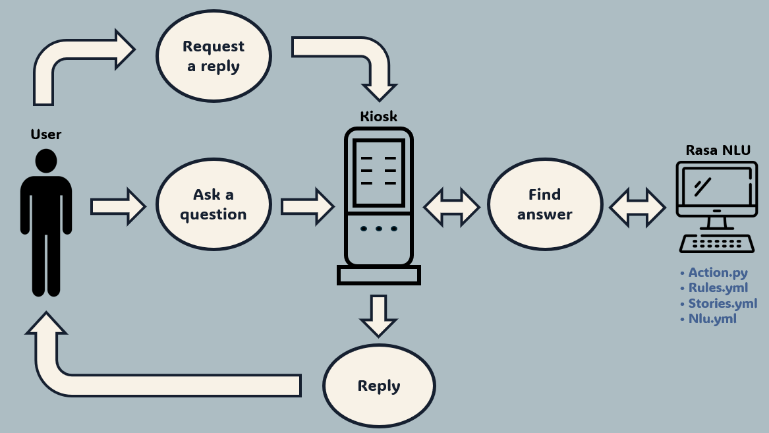 Request
a reply
Kiosk
User
Rasa NLU
Ask a
question
Find
answer
• Action.py
• Rules.yml
• Stories.yml
• Nlu.yml
Reply